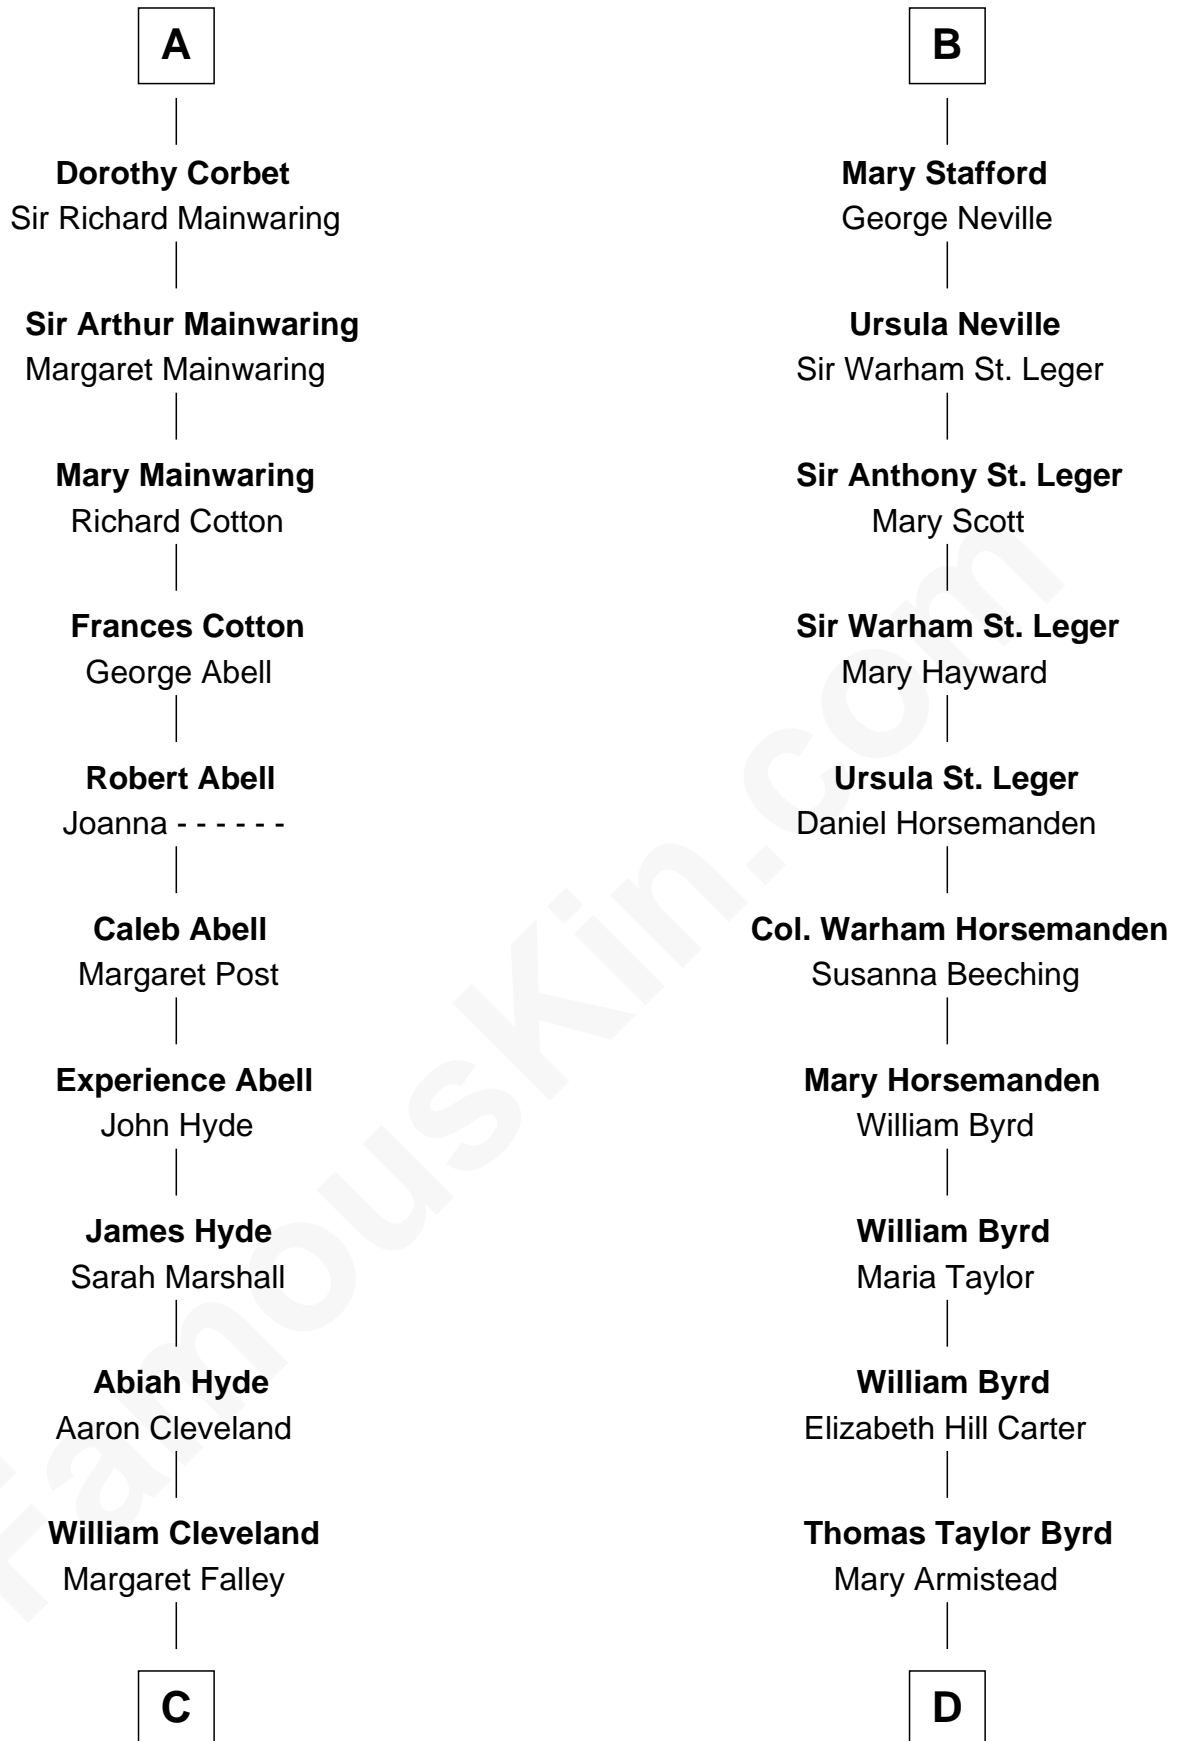 A
Dorothy Corbet
Sir Richard Mainwaring
Sir Arthur Mainwaring
Margaret Mainwaring
Mary Mainwaring
Richard Cotton
Frances Cotton
George Abell
Robert Abell
Joanna - - - - - -
Caleb Abell
Margaret Post
Experience Abell
John Hyde
James Hyde
Sarah Marshall
Abiah Hyde
Aaron Cleveland
William Cleveland
Margaret Falley
C
B
Mary Stafford
George Neville
Ursula Neville
Sir Warham St. Leger
Sir Anthony St. Leger
Mary Scott
Sir Warham St. Leger
Mary Hayward
Ursula St. Leger
Daniel Horsemanden
Col. Warham Horsemanden
Susanna Beeching
Mary Horsemanden
William Byrd
William Byrd
Maria Taylor
William Byrd
Elizabeth Hill Carter
Thomas Taylor Byrd
Mary Armistead
D
FamousKin.com